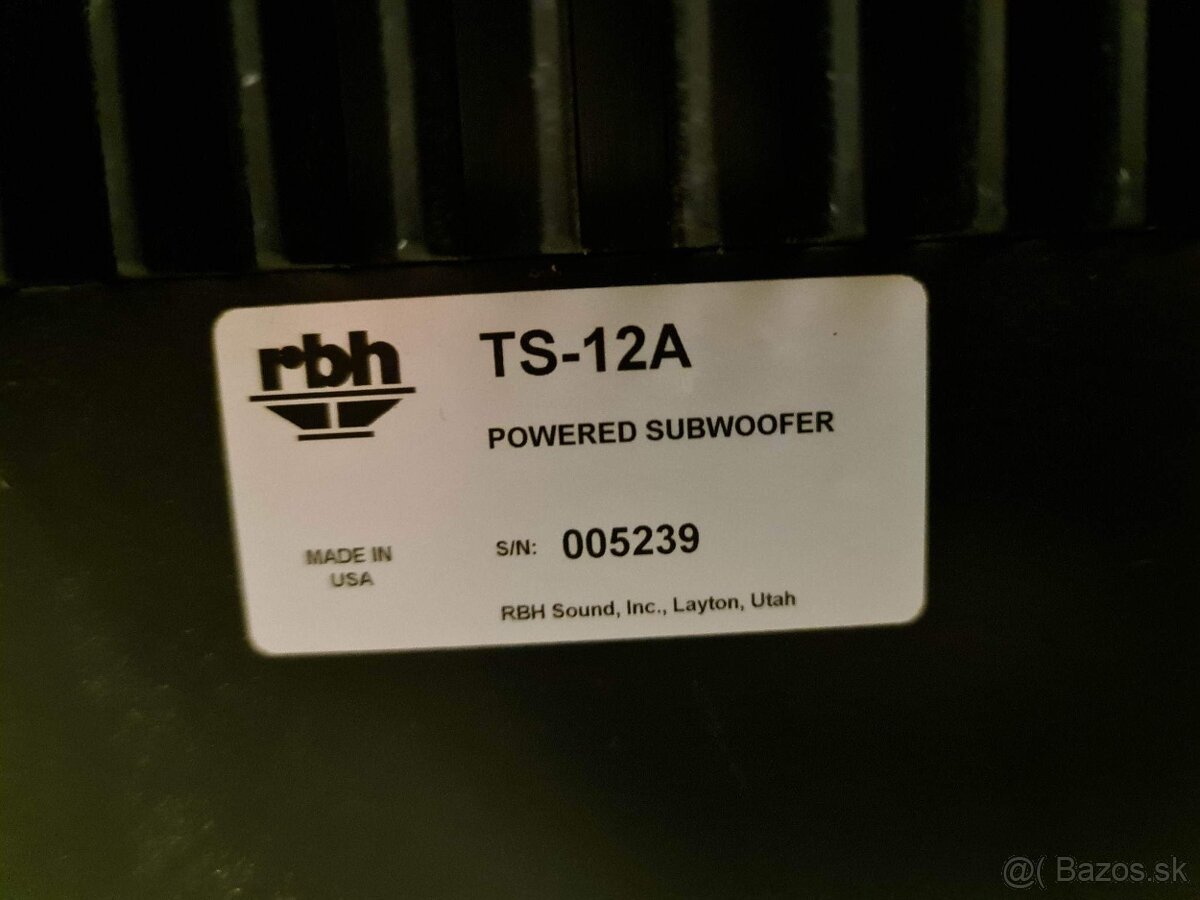 rbh
TS-12A
POWERED SUBWOOFER
MADE IN
USA
S/N: 005239
RBH Sound, Inc., Layton, Utah
@( Bazos.sk